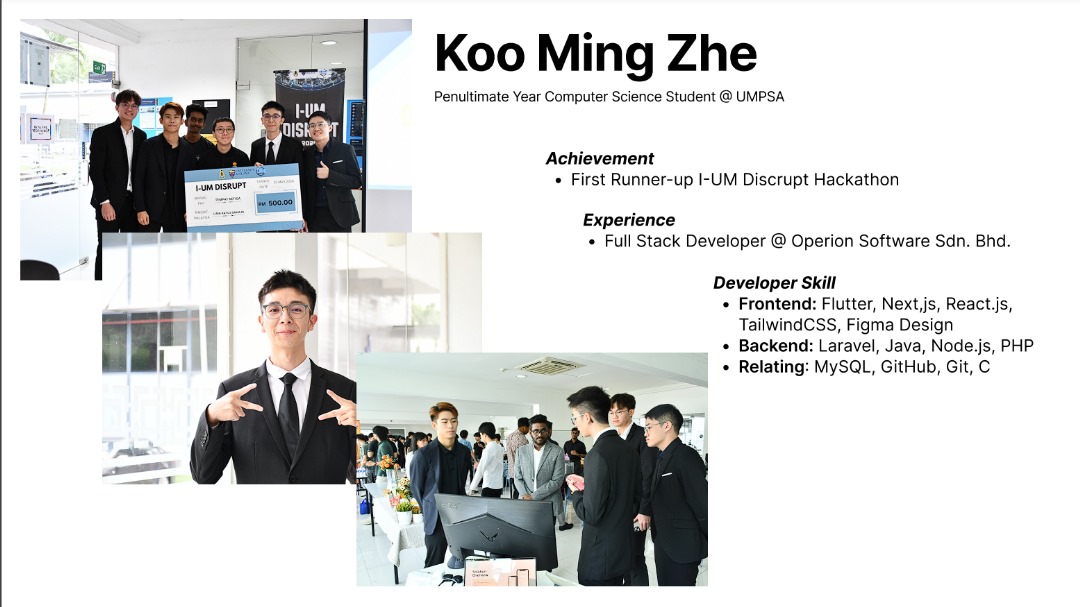 Koo Ming Zhe
Penultimate Year Computer Science Student @ UMPSA
Achievement
• First Runner-up I-UM Discrupt Hackathon
Experience
• Full Stack Developer @ Operion Software Sdn. Bhd.
Developer Skill
• Frontend: Flutter, Next,js, React.js,
TailwindCSS, Figma Design
• Backend: Laravel, Java, Node.js, PHP
• Relating: MySQL, GitHub, Git, C
I-UM
DISRUPT
I-UM DISRUPT
RM 500.00